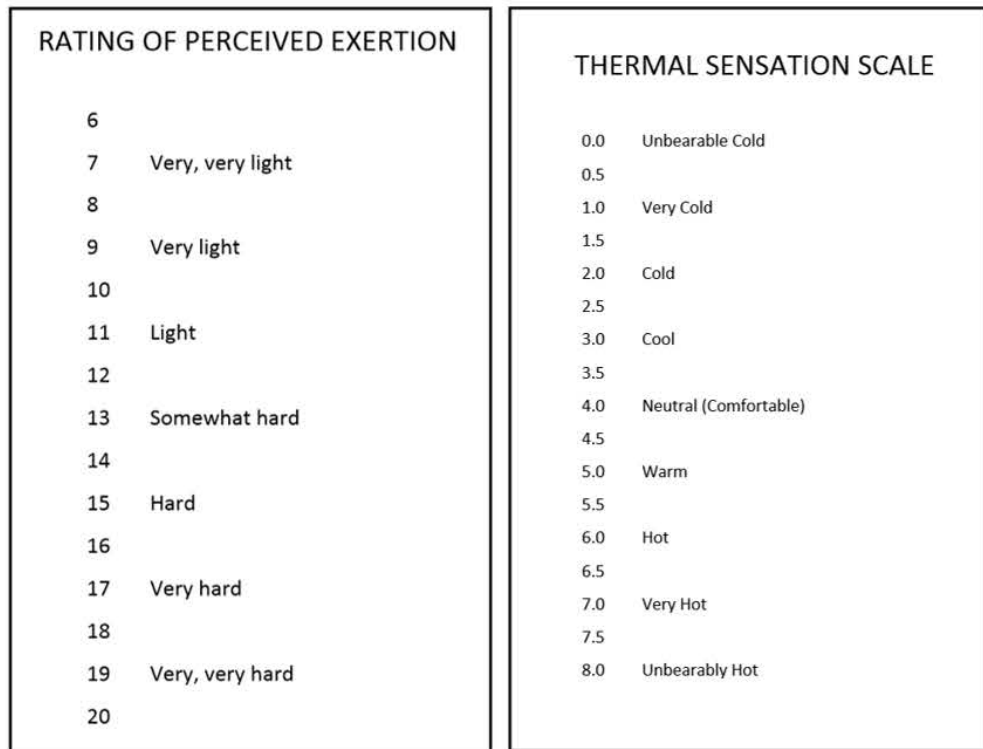 RATING OF PERCEIVED EXERTION
6
7 Very, very light
8
9 Very light
10
11 Light
12
13 Somewhat hard
14
15 Hard
16
17 Very hard
18
19 Very, very hard
20
THERMAL SENSATION SCALE
0.0 Unbearable Cold
0.5
1.0 Very Cold
1.5
2.0 Cold
2.5
3.0 Cool
3.5
4.0 Neutral (Comfortable)
4.5
5.0 Warm
5.5
6.0 Hot
6.5
7.0 Very Hot
7.5
8.0 Unbearably Hot